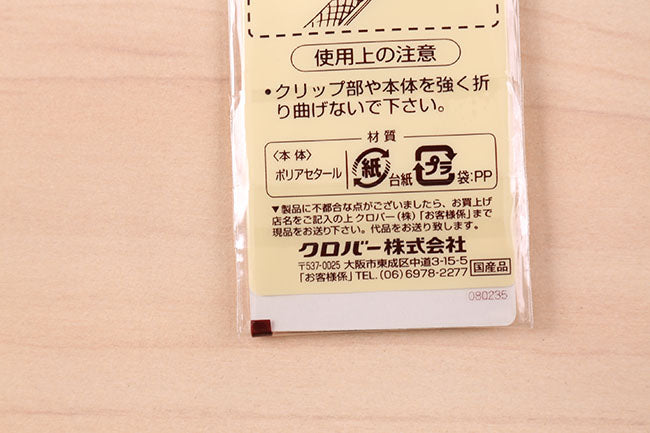 使用上の注意
•クリップ部や本体を強く折
り曲げないで下さい。
材質
〈本体〉
ポリアセタール
紙
台紙
プラ
袋:PP
▼製品に不都合な点がございましたら、お買上げ
店名をご記入の上クロバー(株)「お客様係」まで
現品をお送り下さい。代品をお送り致します。
クロバー株式会社
〒537-0025 大阪市東成区中道3-15-5
「お客様係」TEL.(06)6978-2277 国産品
080235